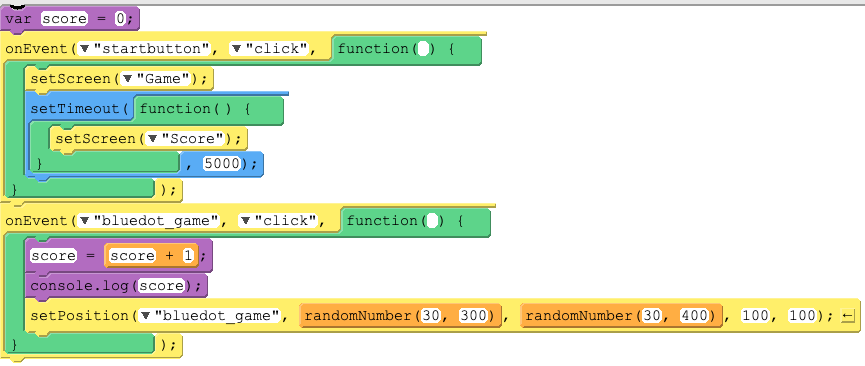 var score = 0;
onEvent(▼"startbutton", ▼"click", function( ) {
setScreen(▼"Game");
setTimeout( function() {
setScreen(▼"Score");
} , 5000);
} );
onEvent(▼"bluedot_game", ▼"click", function( ) {
score = score + 1;
console.log(score);
setPosition(▼"bluedot_game", randomNumber(30, 300), randomNumber(30, 400), 100, 100); ←
} );